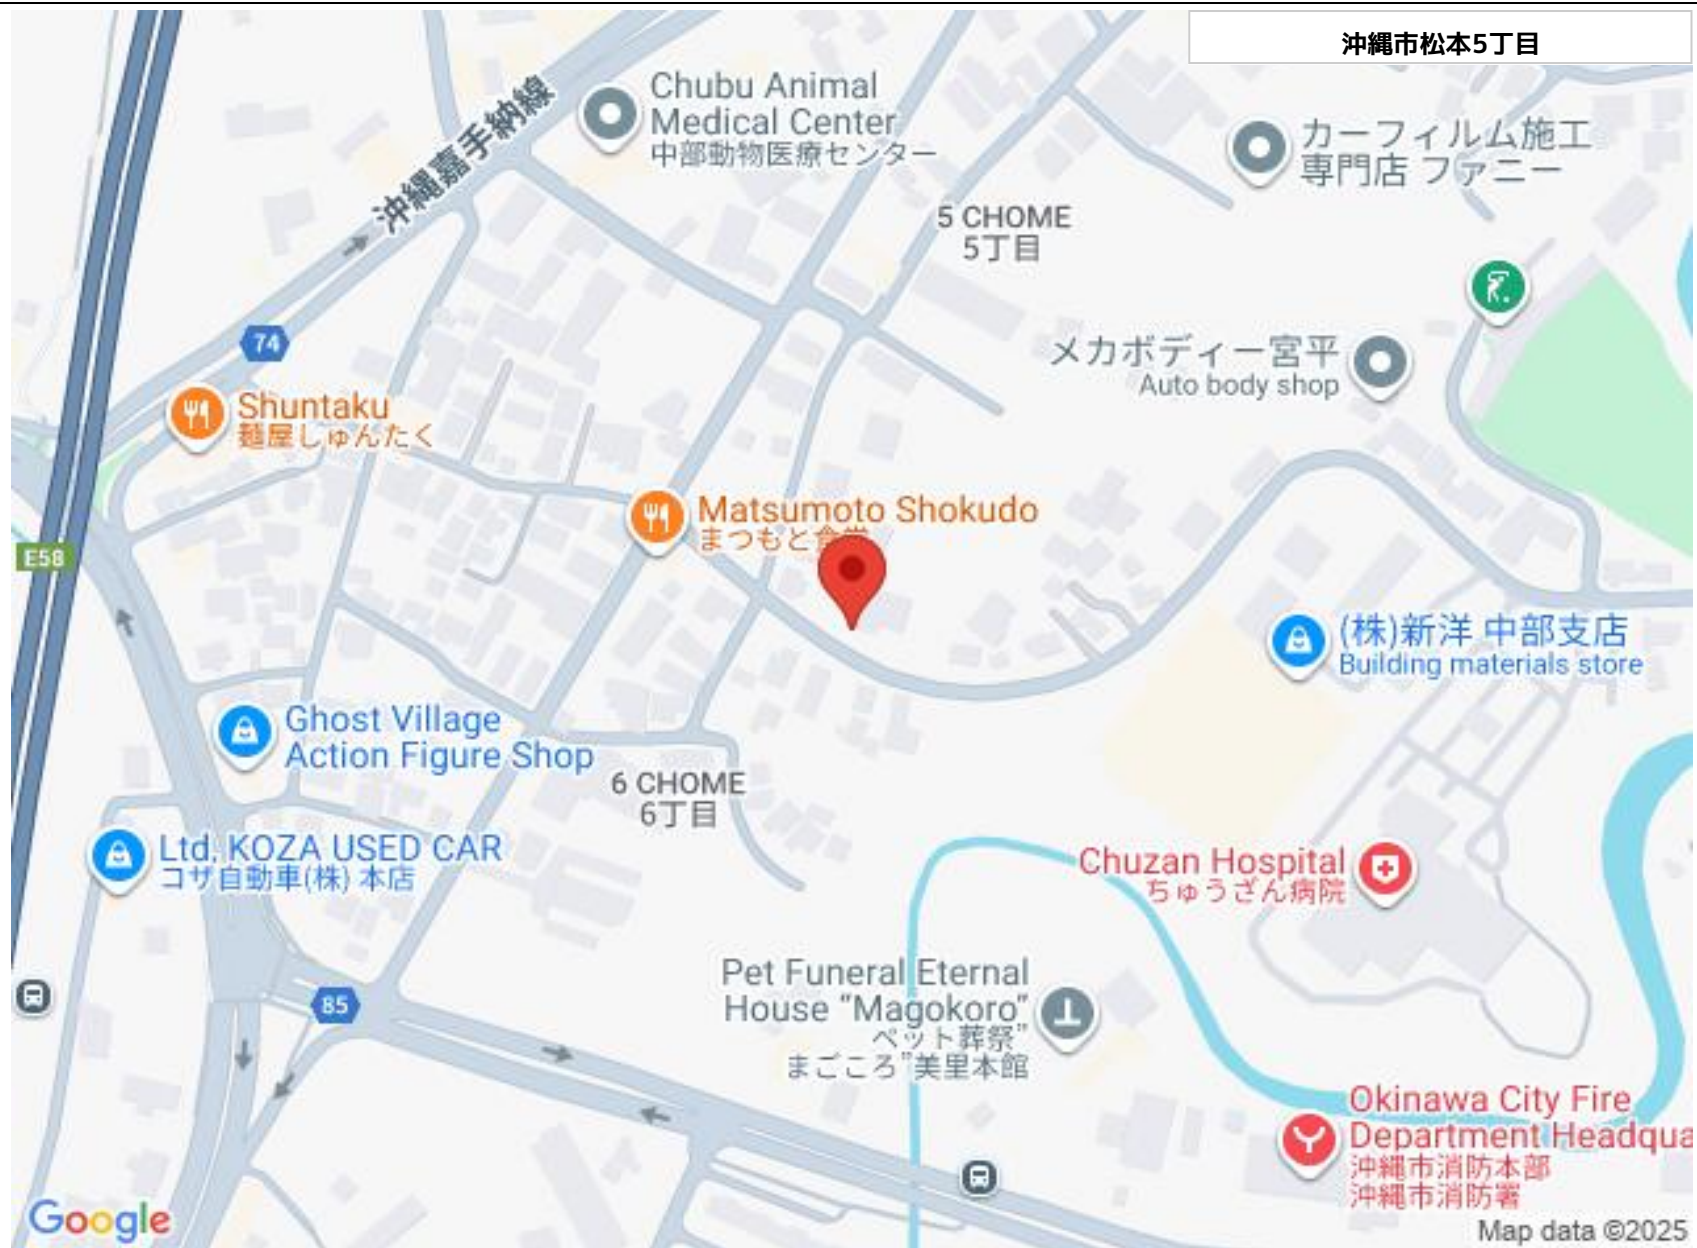 沖縄市松本5丁目
Chubu Animal
Medical Center
中部動物医療センター
沖縄嘉手納線
カーフィルム施工
専門店 ファニー
5 CHOME
5丁目
74
メカボディー宮平
Auto body shop
Shuntaku
麺屋しゅんたく
Matsumoto Shokudo
まつもと食堂
E58
(株)新洋 中部支店
Building materials store
Ghost Village
Action Figure Shop
6 CHOME
6丁目
Ltd. KOZA USED CAR
コザ自動車(株) 本店
Chuzan Hospital
ちゅうざん病院
85
Pet Funeral Eternal
House “Magokoro”
ペット葬祭”
まごころ”美里本館
Okinawa City Fire
Department Headqua
沖縄市消防本部
沖縄市消防署
Google
Map data ©2025